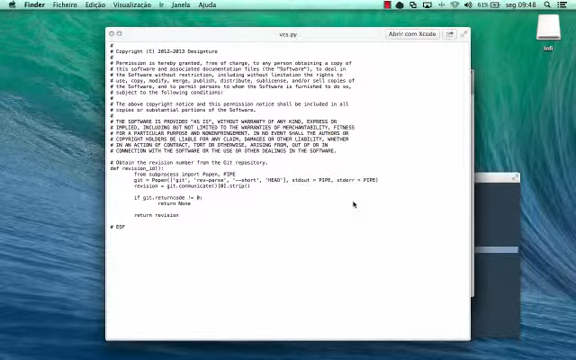 Finder Ficheiro Edição Visualização Ir Janela Ajuda 61% seg 09:48
vcs.py
Abrir com Xcode
#
# Copyright (C) 2012-2013 Designture
#
# Permission is hereby granted, free of charge, to any person obtaining a copy of
# this software and associated documentation files (the "Software"), to deal in
# the Software without restriction, including without limitation the rights to
# use, copy, modify, merge, publish, distribute, sublicense, and/or sell copies of
# the Software, and to permit persons to whom the Software is furnished to do so,
# subject to the following conditions:
#
# The above copyright notice and this permission notice shall be included in all
# copies or substantial portions of the Software.
#
# THE SOFTWARE IS PROVIDED "AS IS", WITHOUT WARRANTY OF ANY KIND, EXPRESS OR
# IMPLIED, INCLUDING BUT NOT LIMITED TO THE WARRANTIES OF MERCHANTABILITY, FITNESS
# FOR A PARTICULAR PURPOSE AND NONINFRINGEMENT. IN NO EVENT SHALL THE AUTHORS OR
# COPYRIGHT HOLDERS BE LIABLE FOR ANY CLAIM, DAMAGES OR OTHER LIABILITY, WHETHER
# IN AN ACTION OF CONTRACT, TORT OR OTHERWISE, ARISING FROM, OUT OF OR IN
# CONNECTION WITH THE SOFTWARE OR THE USE OR OTHER DEALINGS IN THE SOFTWARE.
# Obtain the revision number from the Git repository.
def revision_id():
from subprocess import Popen, PIPE
git = Popen(['git', 'rev-parse', '--short', 'HEAD'], stdout = PIPE, stderr = PIPE)
revision = git.communicate()[0].strip()
if git.returncode != 0:
return None
return revision
# EOF